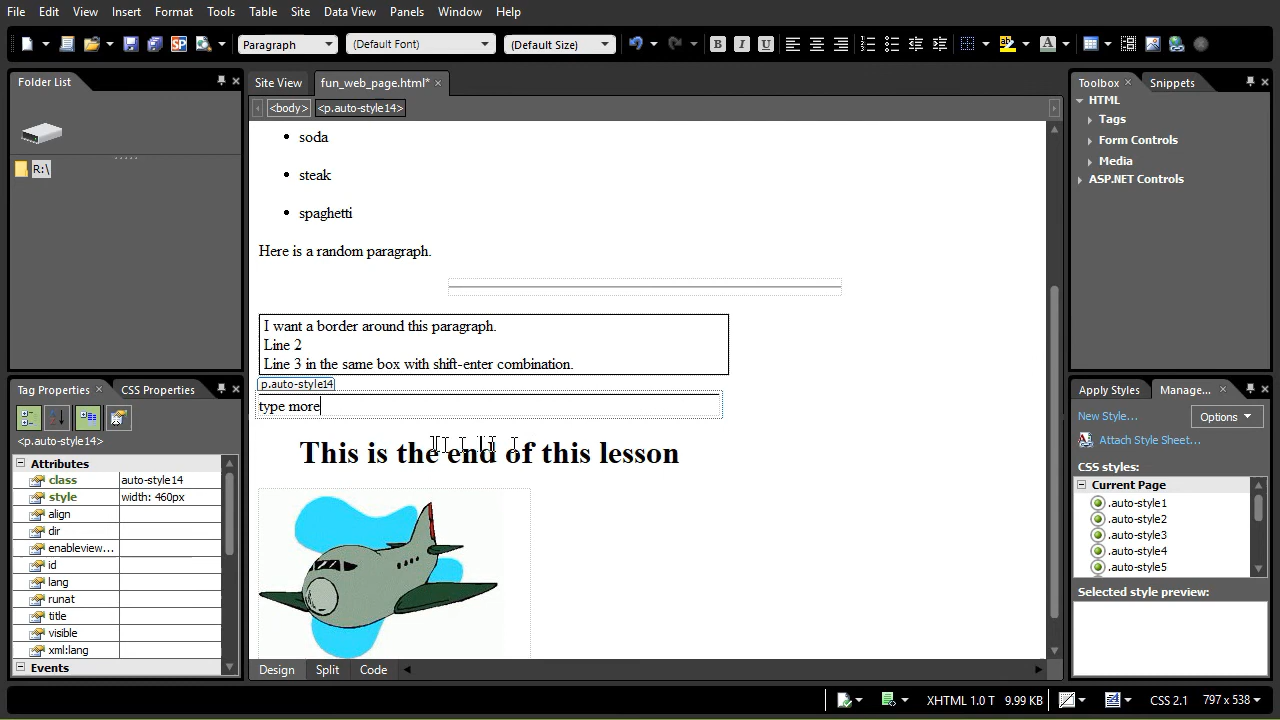 File Edit View Insert Format Tools Table Site Data View Panels Window Help
Paragraph (Default Font) (Default Size) B I U A
Folder List
R:\
Site View fun_web_page.html* ×
<body> <p.auto-style14>
soda
steak
spaghetti
Here is a random paragraph.
I want a border around this paragraph.
Line 2
Line 3 in the same box with shift-enter combination.
p.auto-style14
type more
This is the end of this lesson
Design Split Code
Tag Properties × CSS Properties
<p.auto-style14>
Attributes
class auto-style14
style width: 460px
align
dir
enableview...
id
lang
runat
title
visible
xml:lang
Events
Toolbox × Snippets
HTML
Tags
Form Controls
Media
ASP.NET Controls
Apply Styles Manage... ×
New Style... Options
Attach Style Sheet...
CSS styles:
Current Page
.auto-style1
.auto-style2
.auto-style3
.auto-style4
.auto-style5
Selected style preview:
XHTML 1.0 T 9.99 KB CSS 2.1 797 x 538